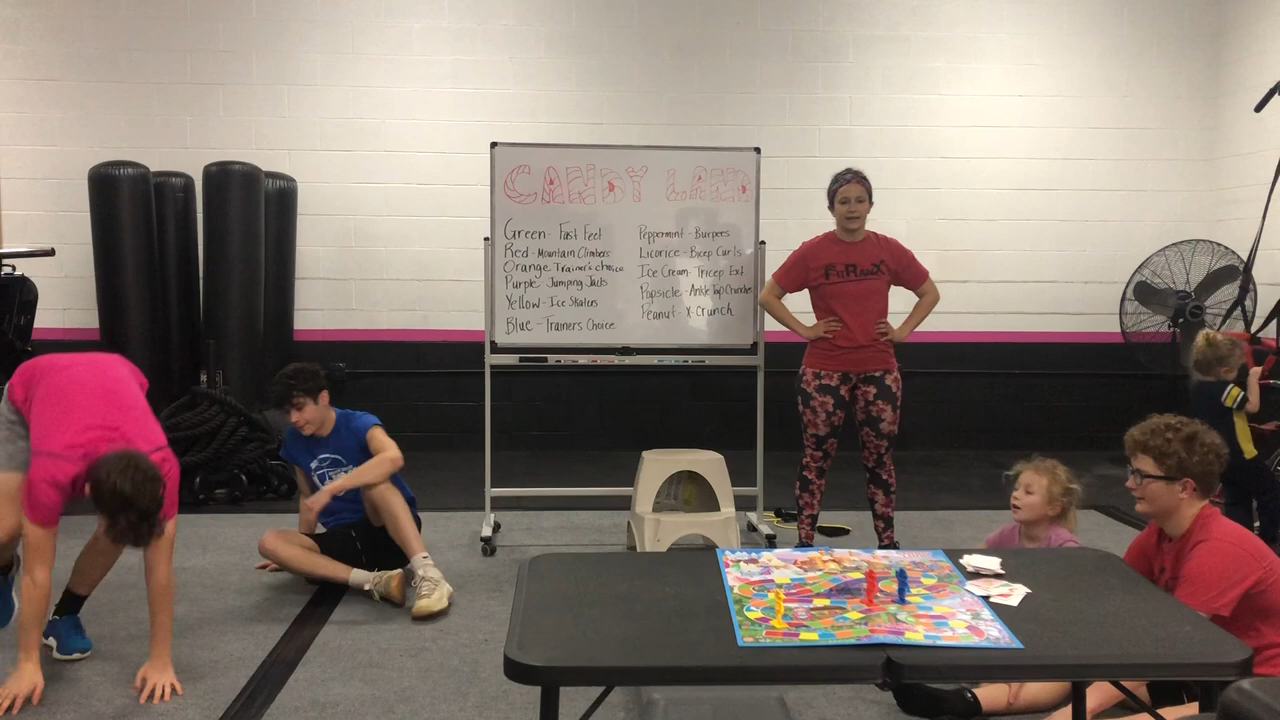 CANDY LAND
Green - Fast Feet
Red - Mountain Climbers
Orange Trainer's choice
Purple - Jumping Jacks
Yellow - Ice Skaters
Blue - Trainers Choice
Peppermint - Burpees
Licorice - Bicep Curls
Ice Cream - Tricep Ext
Popsicle - Ankle Tap Crunches
Peanut - X-Crunch
FITRANX